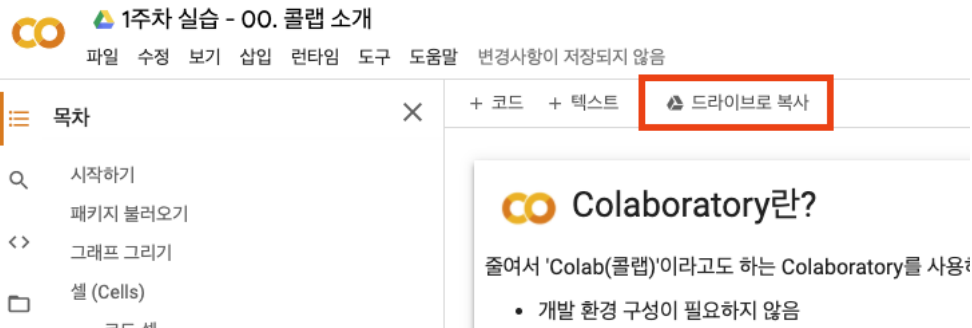 1주차 실습 - 00. 콜랩 소개
파일 수정 보기 삽입 런타임 도구 도움말 변경사항이 저장되지 않음
목차
+ 코드 + 텍스트 드라이브로 복사
시작하기
패키지 불러오기
그래프 그리기
셀 (Cells)
Colaboratory란?
줄여서 'Colab(콜랩)'이라고도 하는 Colaboratory를
• 개발 환경 구성이 필요하지 않음